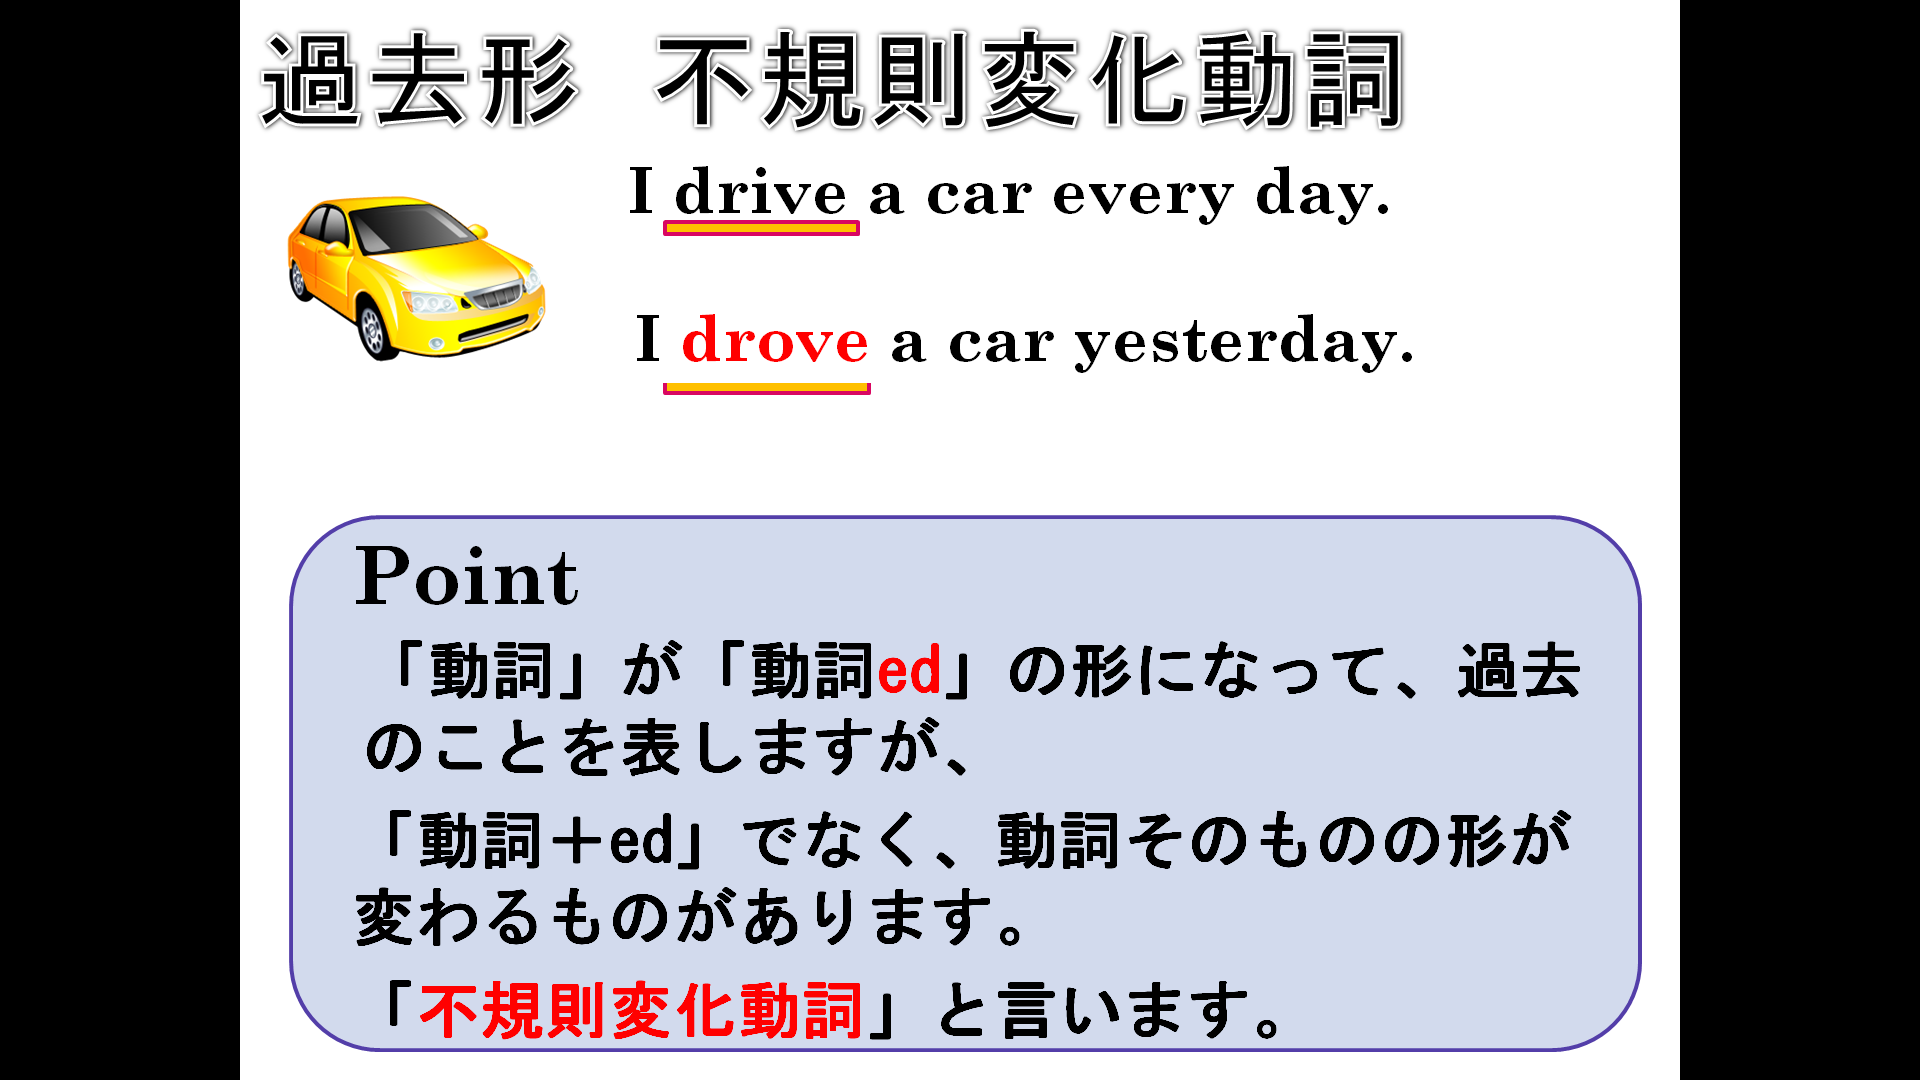 過去形　不規則変化動詞
I drive a car every day.
I drove a car yesterday.
Point
「動詞」が「動詞ed」の形になって、過去
のことを表しますが、
「動詞＋ed」でなく、動詞そのものの形が
変わるものがあります。
「不規則変化動詞」と言います。